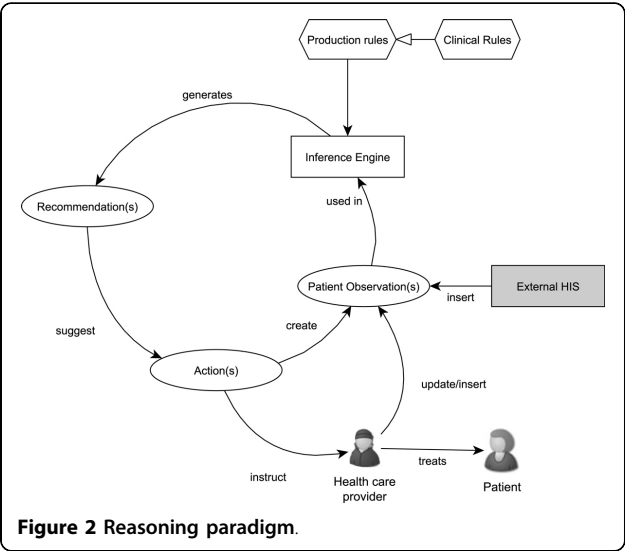 Production rules
Clinical Rules
generates
Inference Engine
used in
Recommendation(s)
Patient Observation(s)
External HIS
insert
suggest
create
Action(s)
update/insert
instruct
treats
Health care
provider
Patient
Figure 2 Reasoning paradigm.